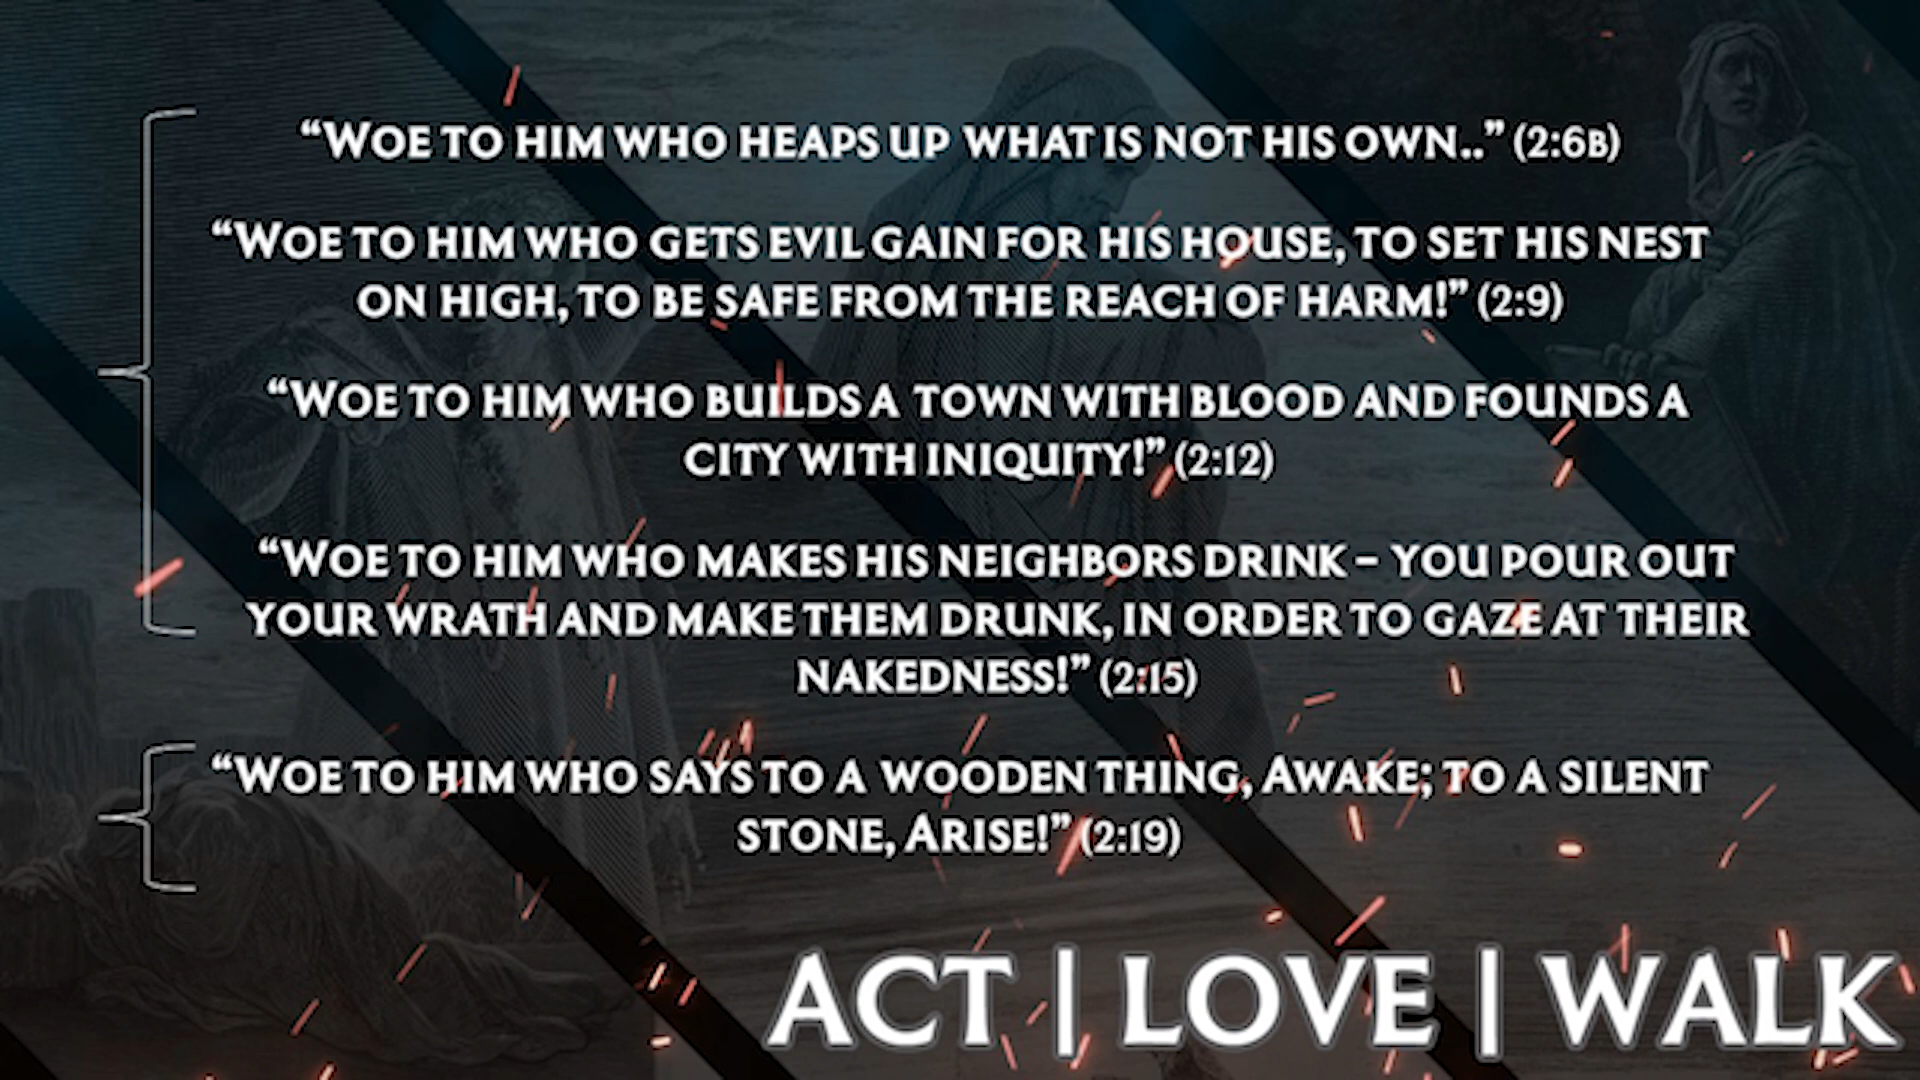 “Woe to him who heaps up what is not his own..” (2:6b)
“Woe to him who gets evil gain for his house, to set his nest
on high, to be safe from the reach of harm!” (2:9)
“Woe to him who builds a town with blood and founds a
city with iniquity!” (2:12)
“Woe to him who makes his neighbors drink – you pour out
your wrath and make them drunk, in order to gaze at their
nakedness!” (2:15)
“Woe to him who says to a wooden thing, Awake; to a silent
stone, Arise!” (2:19)
ACT | LOVE | WALK